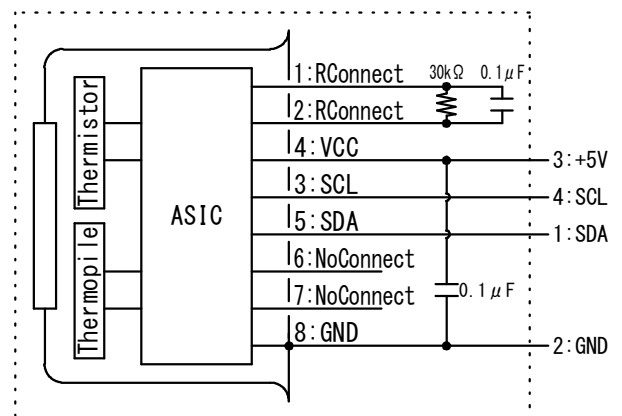 1:RConnect
30kΩ
0.1μF
2:RConnect
4:VCC
3:+5V
3:SCL
4:SCL
5:SDA
1:SDA
6:NoConnect
7:NoConnect
0.1μF
8:GND
2:GND
Thermistor
Thermopile
ASIC